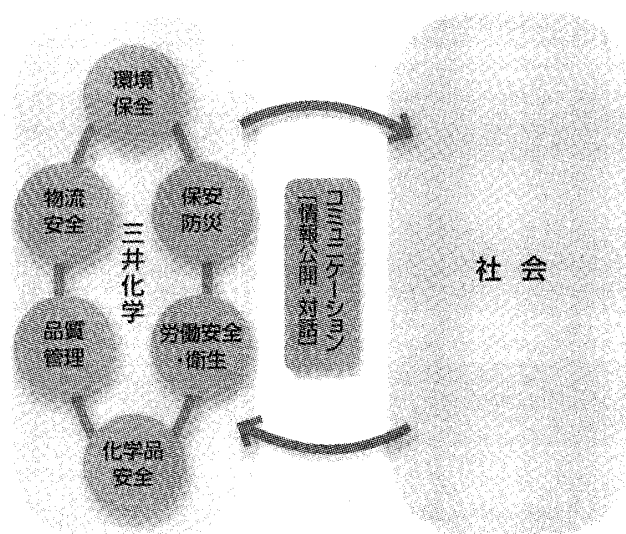 環境
保全
物流
安全
保安
防災
三井化学
品質
管理
労働安全
・衛生
化学品
安全
コミュニケーション
[情報公開・対話]
社会